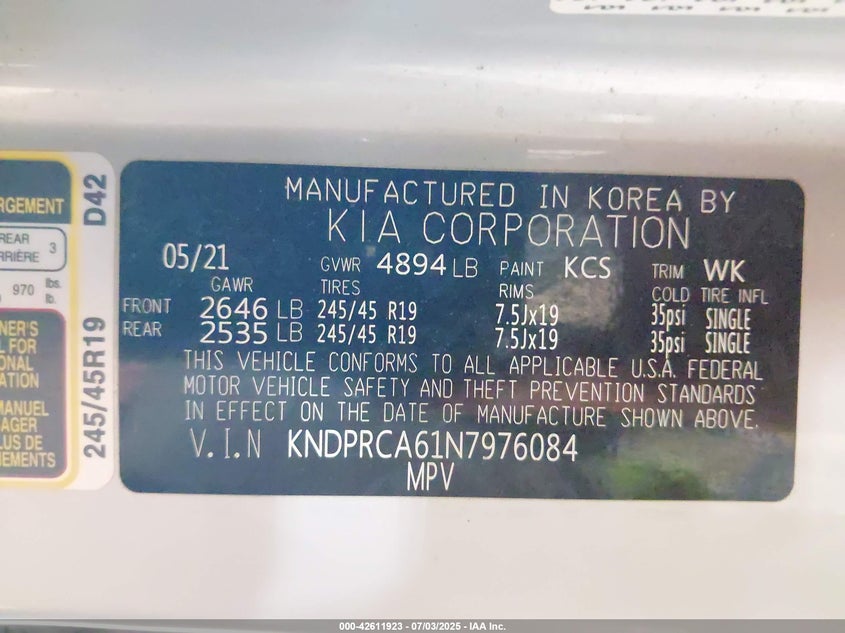 RGEMENT
REAR
RRIÈRE 3
970 lbs.
lb.
NER'S
L FOR
ONAL
ATION
MANUEL
AGER
LUS DE
NEMENTS
245/45R19 D42
MANUFACTURED IN KOREA BY
KIA CORPORATION
05/21 GVWR 4894 LB PAINT KCS TRIM WK
GAWR TIRES RIMS COLD TIRE INFL
FRONT 2646 LB 245/45 R19 7.5Jx19 35psi SINGLE
REAR 2535 LB 245/45 R19 7.5Jx19 35psi SINGLE
THIS VEHICLE CONFORMS TO ALL APPLICABLE U.S.A. FEDERAL
MOTOR VEHICLE SAFETY AND THEFT PREVENTION STANDARDS
IN EFFECT ON THE DATE OF MANUFACTURE SHOWN ABOVE.
V.I.N KNDPRCA61N7976084
MPV
000-42611923 - 07/03/2025 - IAA Inc.